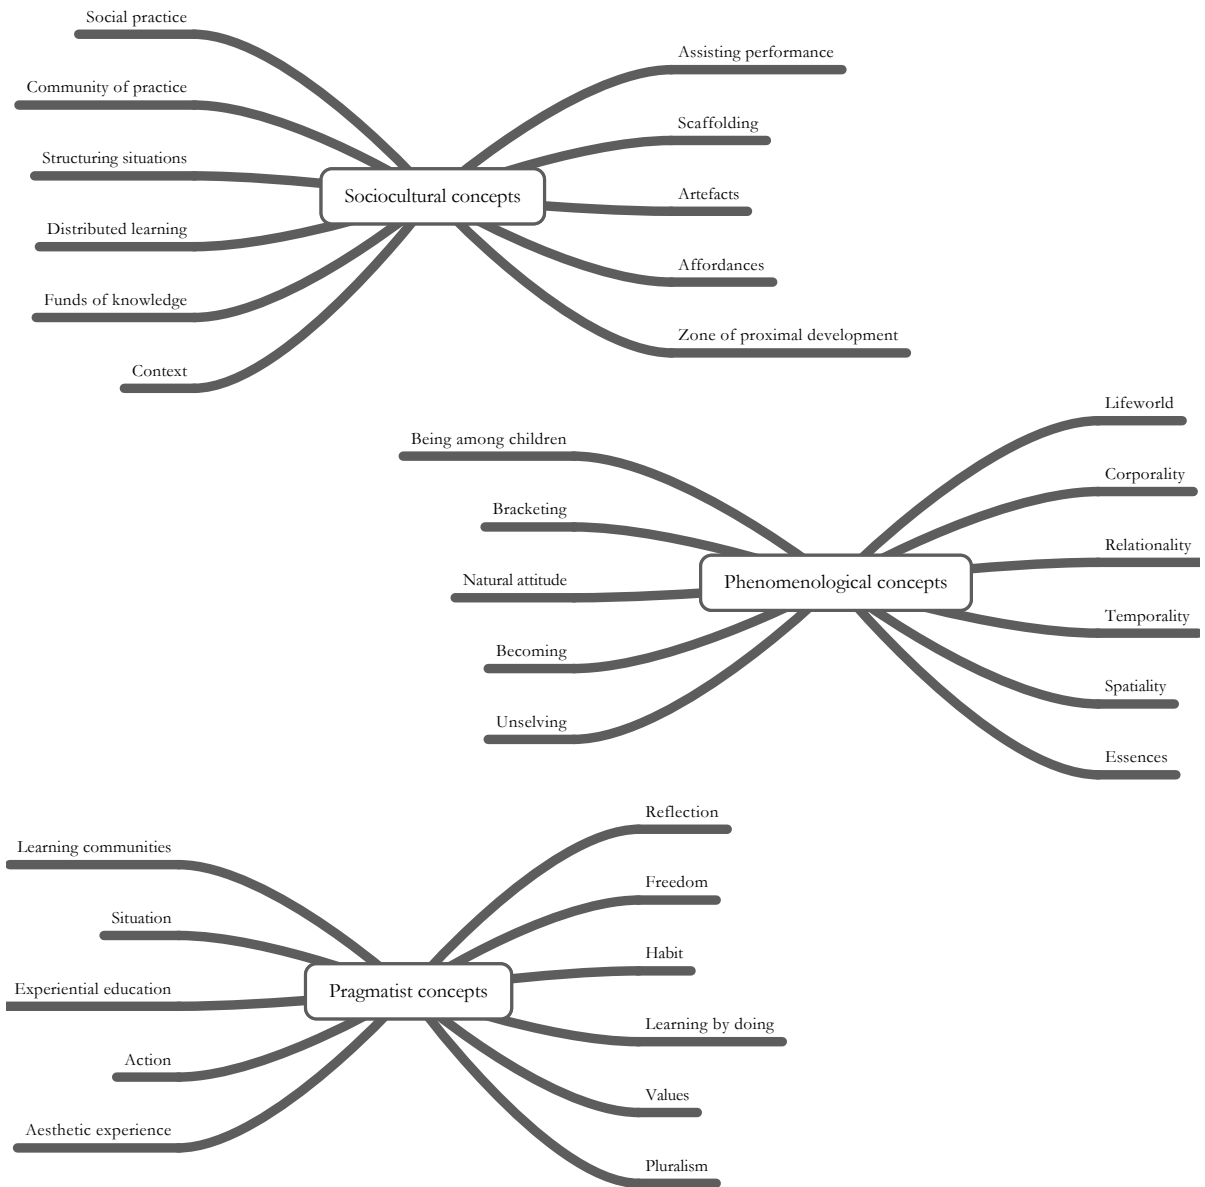 Social practice
Community of practice
Structuring situations
Distributed learning
Funds of knowledge
Context
Sociocultural concepts
Assisting performance
Scaffolding
Artefacts
Affordances
Zone of proximal development
Being among children
Bracketing
Natural attitude
Becoming
Unselving
Phenomenological concepts
Lifeworld
Corporality
Relationality
Temporality
Spatiality
Essences
Learning communities
Situation
Experiential education
Action
Aesthetic experience
Pragmatist concepts
Reflection
Freedom
Habit
Learning by doing
Values
Pluralism